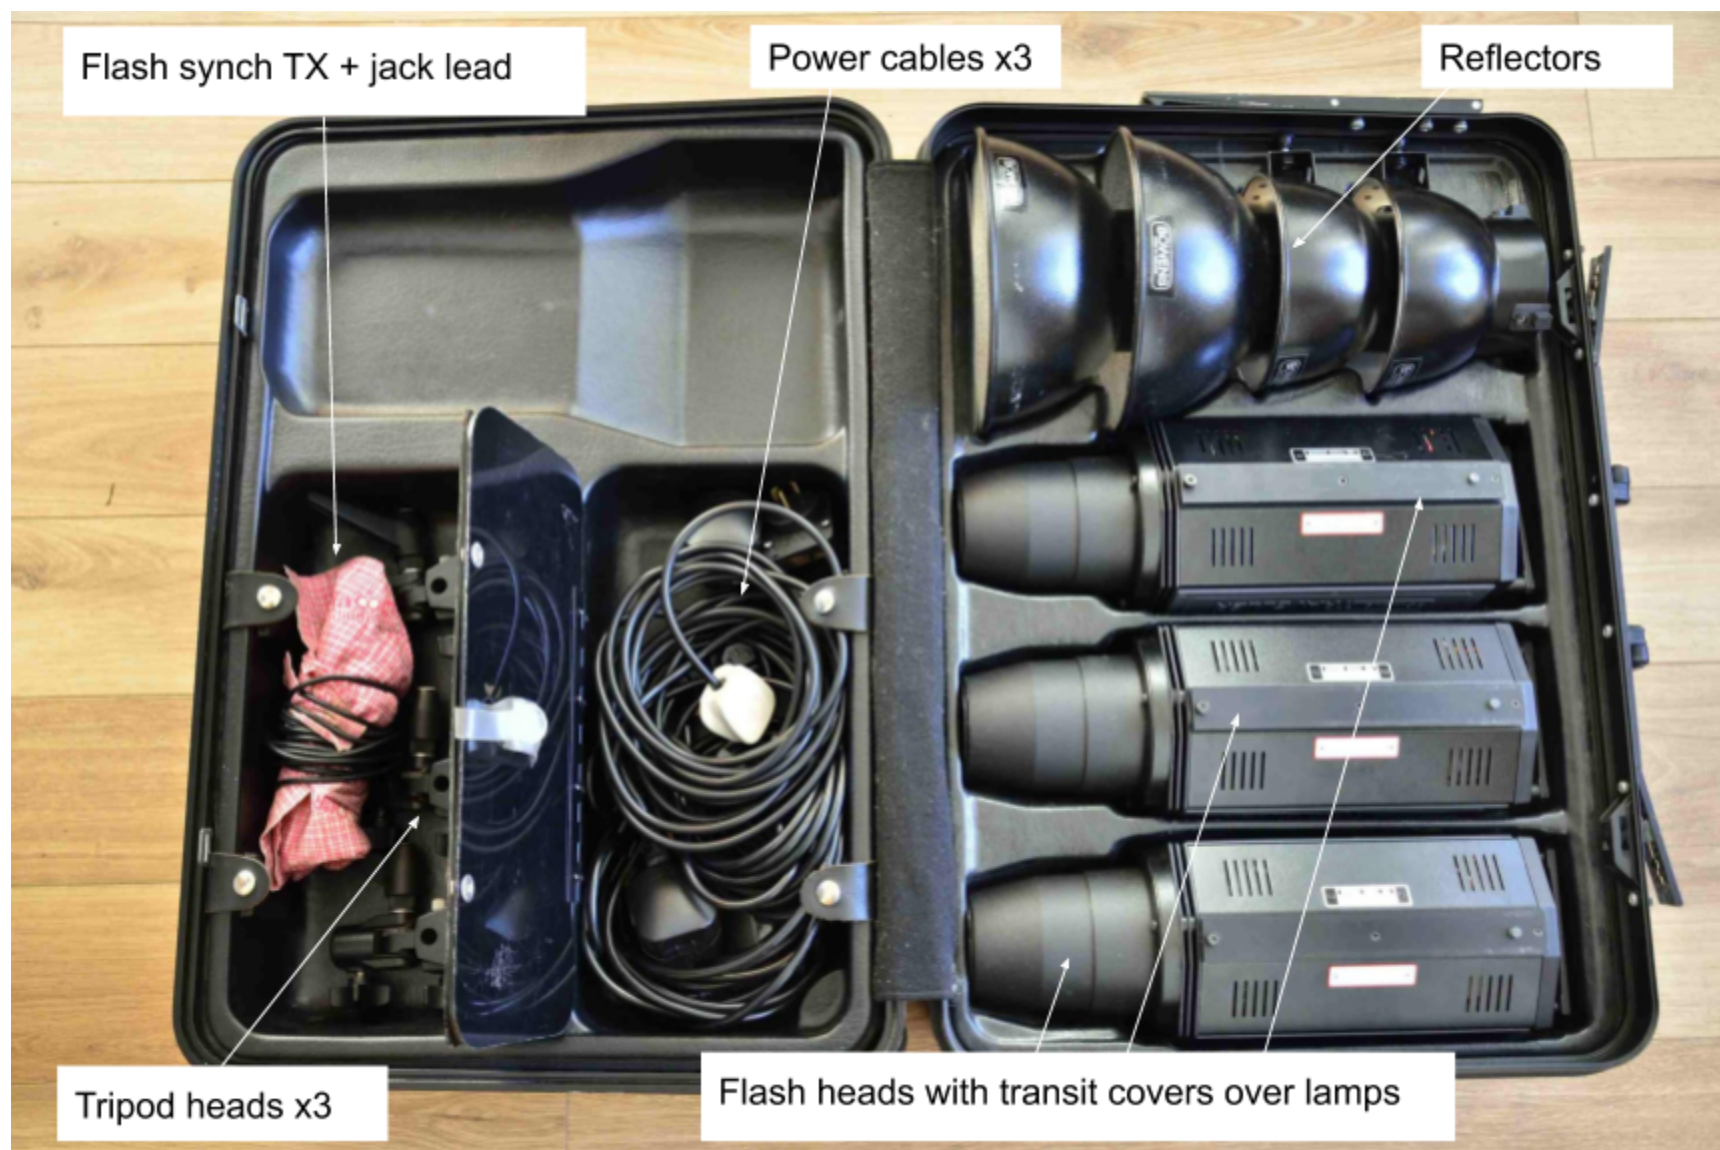 Flash synch TX + jack lead
Power cables x3
Reflectors
BOWENS
Tripod heads x3
Flash heads with transit covers over lamps